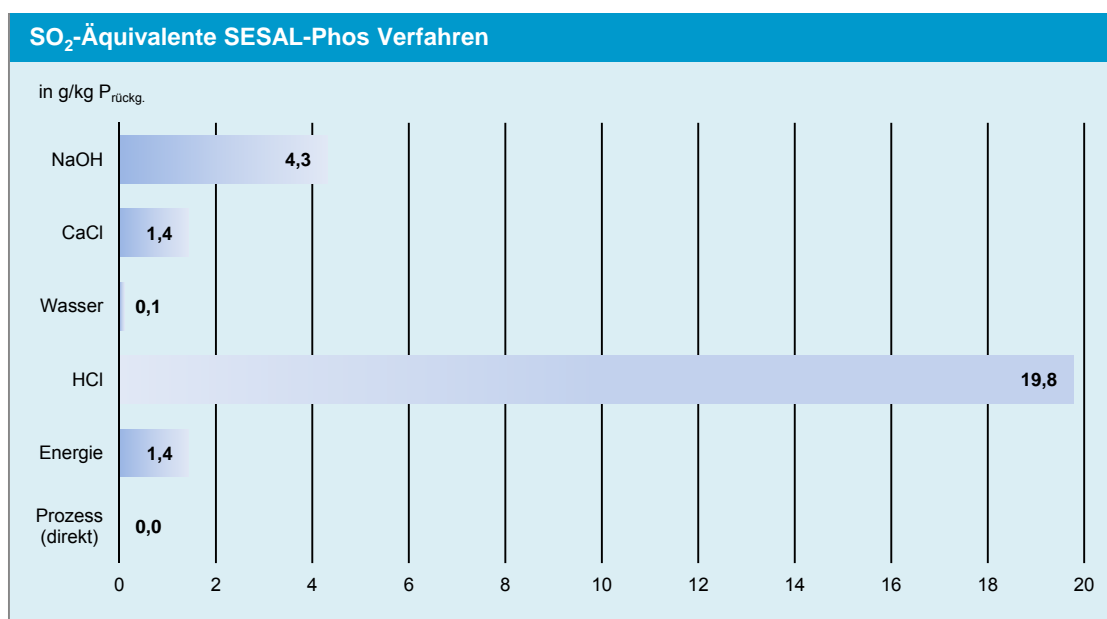 SO₂-Äquivalente SESAL-Phos Verfahren
in g/kg Prückg.
NaOH 4,3
CaCl 1,4
Wasser 0,1
HCl 19,8
Energie 1,4
Prozess
(direkt) 0,0
0 2 4 6 8 10 12 14 16 18 20